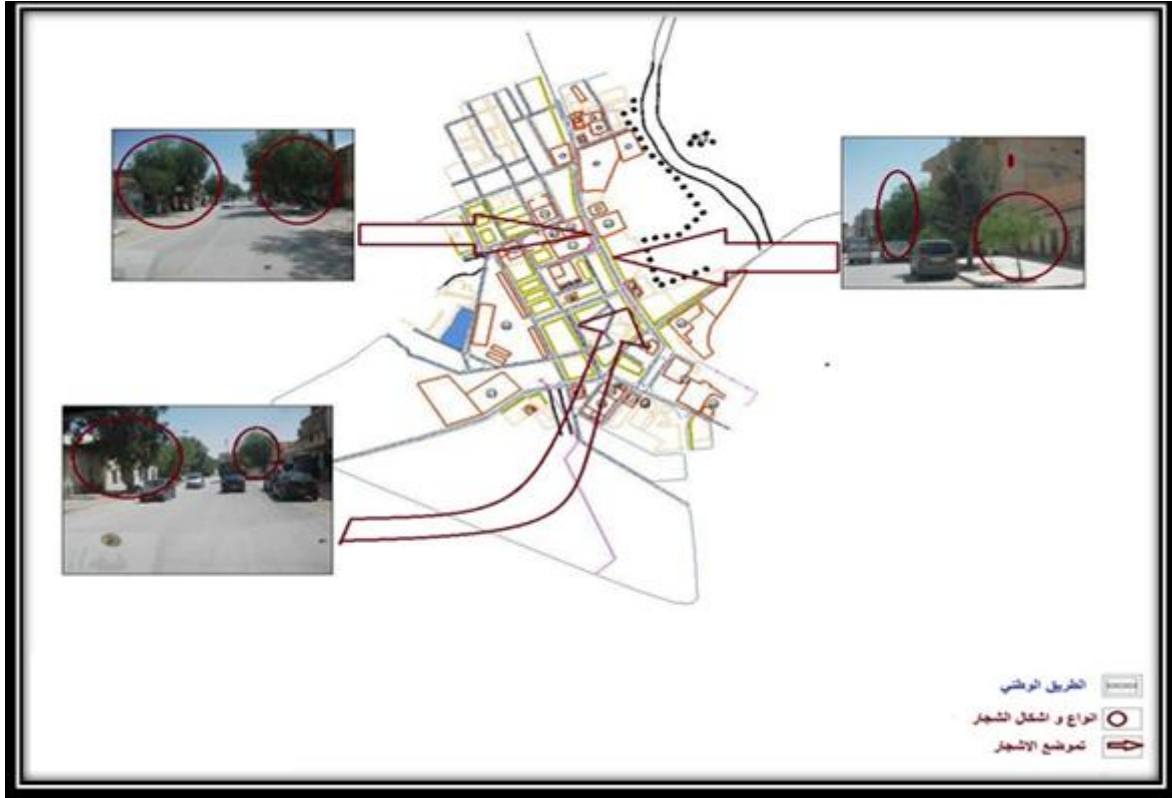 الطريق الوطني
انواع و اشكال الشجار
تموضع الاشجار